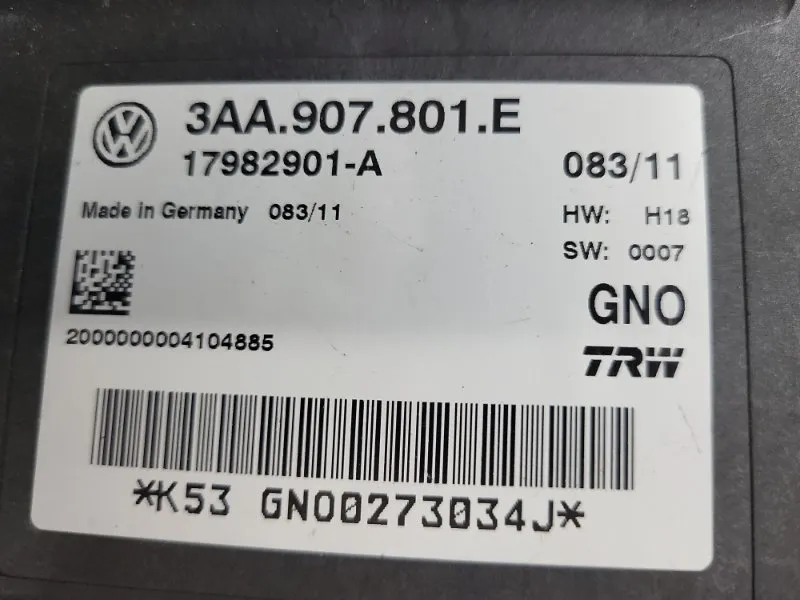 3AA.907.801.E
17982901-A 083/11
Made in Germany 083/11 HW: H18
SW: 0007
GNO
TRW
2000000004104885
*K53 GNO0273034J*